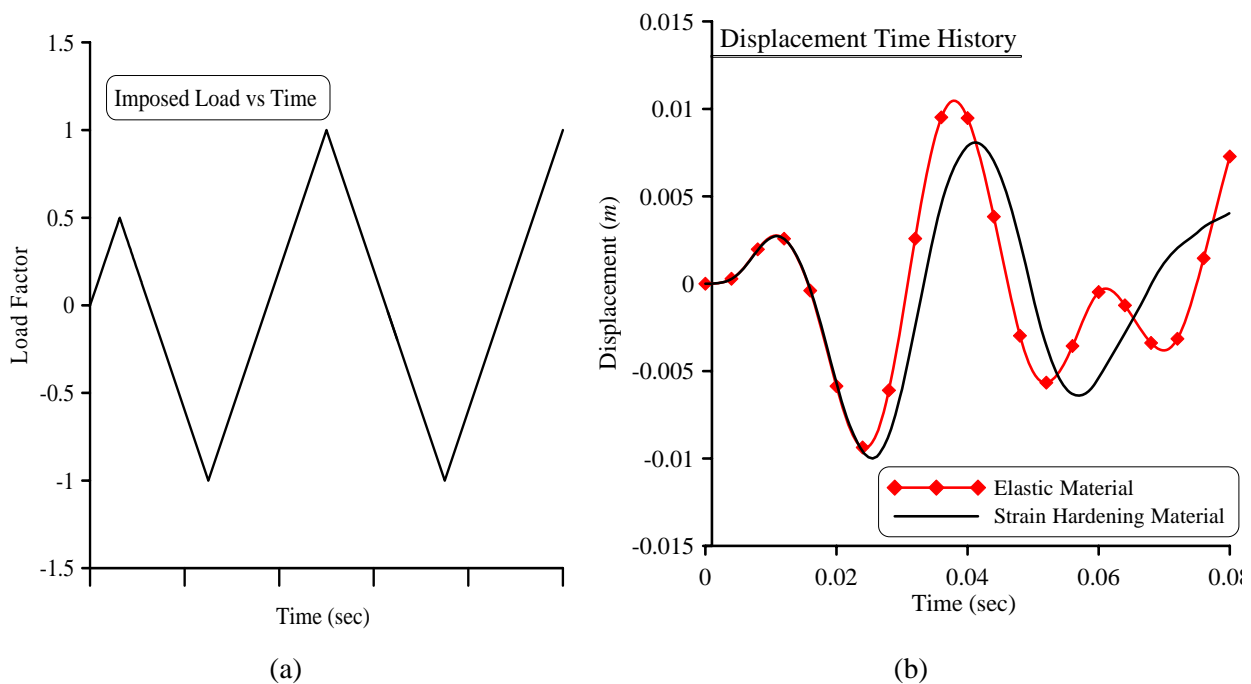 1.5
Imposed Load vs Time
1
0.5
0
-0.5
-1
-1.5
Load Factor
Time (sec)
(a)
0.015
Displacement Time History
0.01
0.005
0
-0.005
-0.01
-0.015
Displacement (m)
Elastic Material
Strain Hardening Material
0 0.02 0.04 0.06 0.08
Time (sec)
(b)